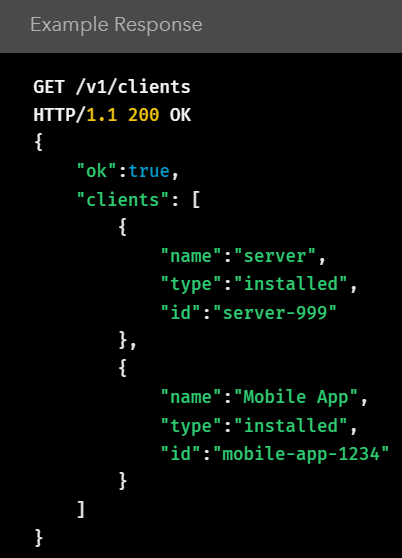 Example Response
GET /v1/clients
HTTP/1.1 200 OK
{
    "ok":true,
    "clients": [
        {
            "name":"server",
            "type":"installed",
            "id":"server-999"
        },
        {
            "name":"Mobile App",
            "type":"installed",
            "id":"mobile-app-1234"
        }
    ]
}